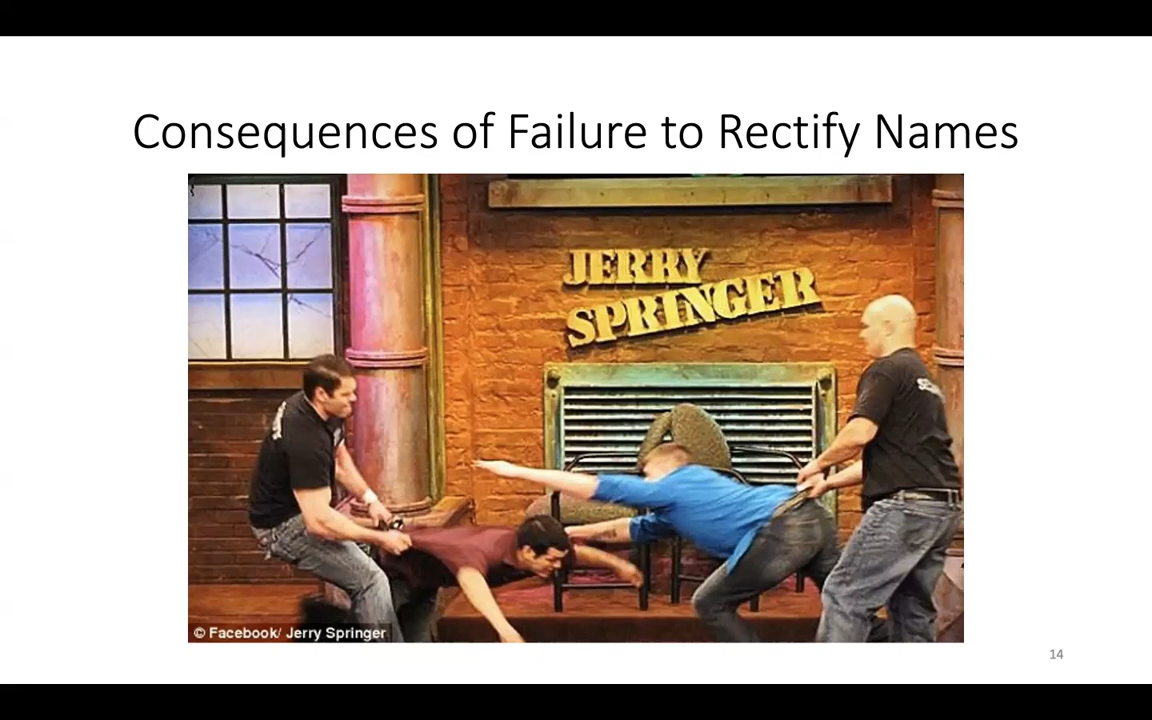 Consequences of Failure to Rectify Names
JERRY
SPRINGER
© Facebook/ Jerry Springer
14